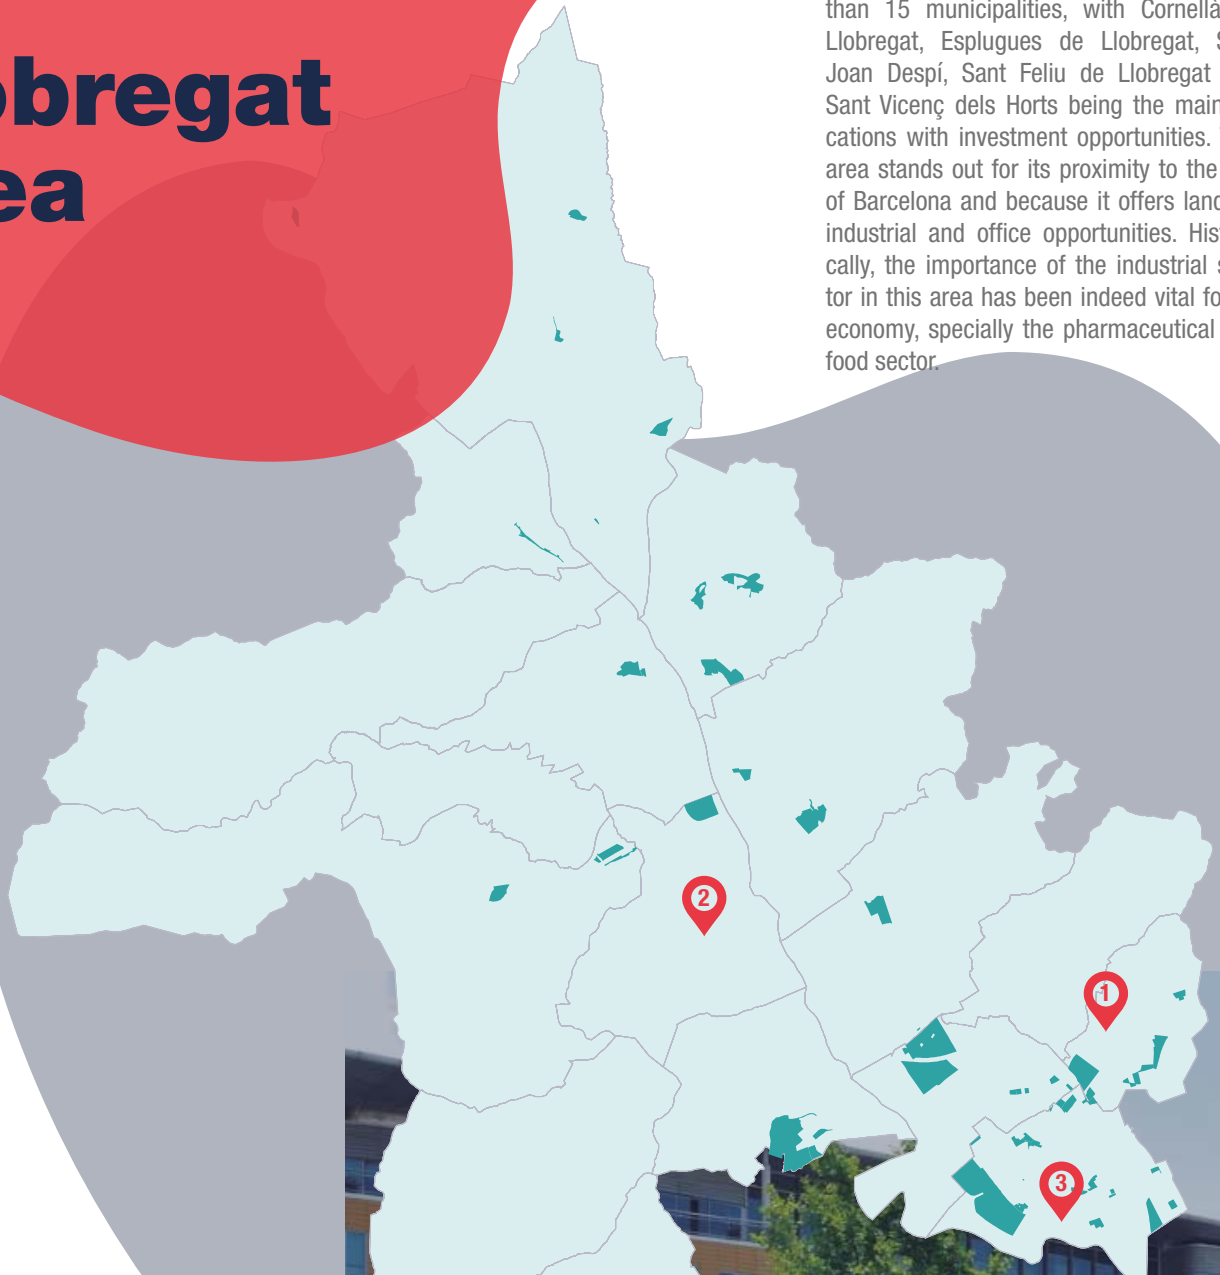 obregat
ea
than 15 municipalities, with Cornellà
Llobregat, Esplugues de Llobregat, S
Joan Despí, Sant Feliu de Llobregat
Sant Vicenç dels Horts being the main
cations with investment opportunities.
area stands out for its proximity to the
of Barcelona and because it offers land
industrial and office opportunities. His
cally, the importance of the industrial s
tor in this area has been indeed vital fo
economy, specially the pharmaceutical
food sector.
2
1
3